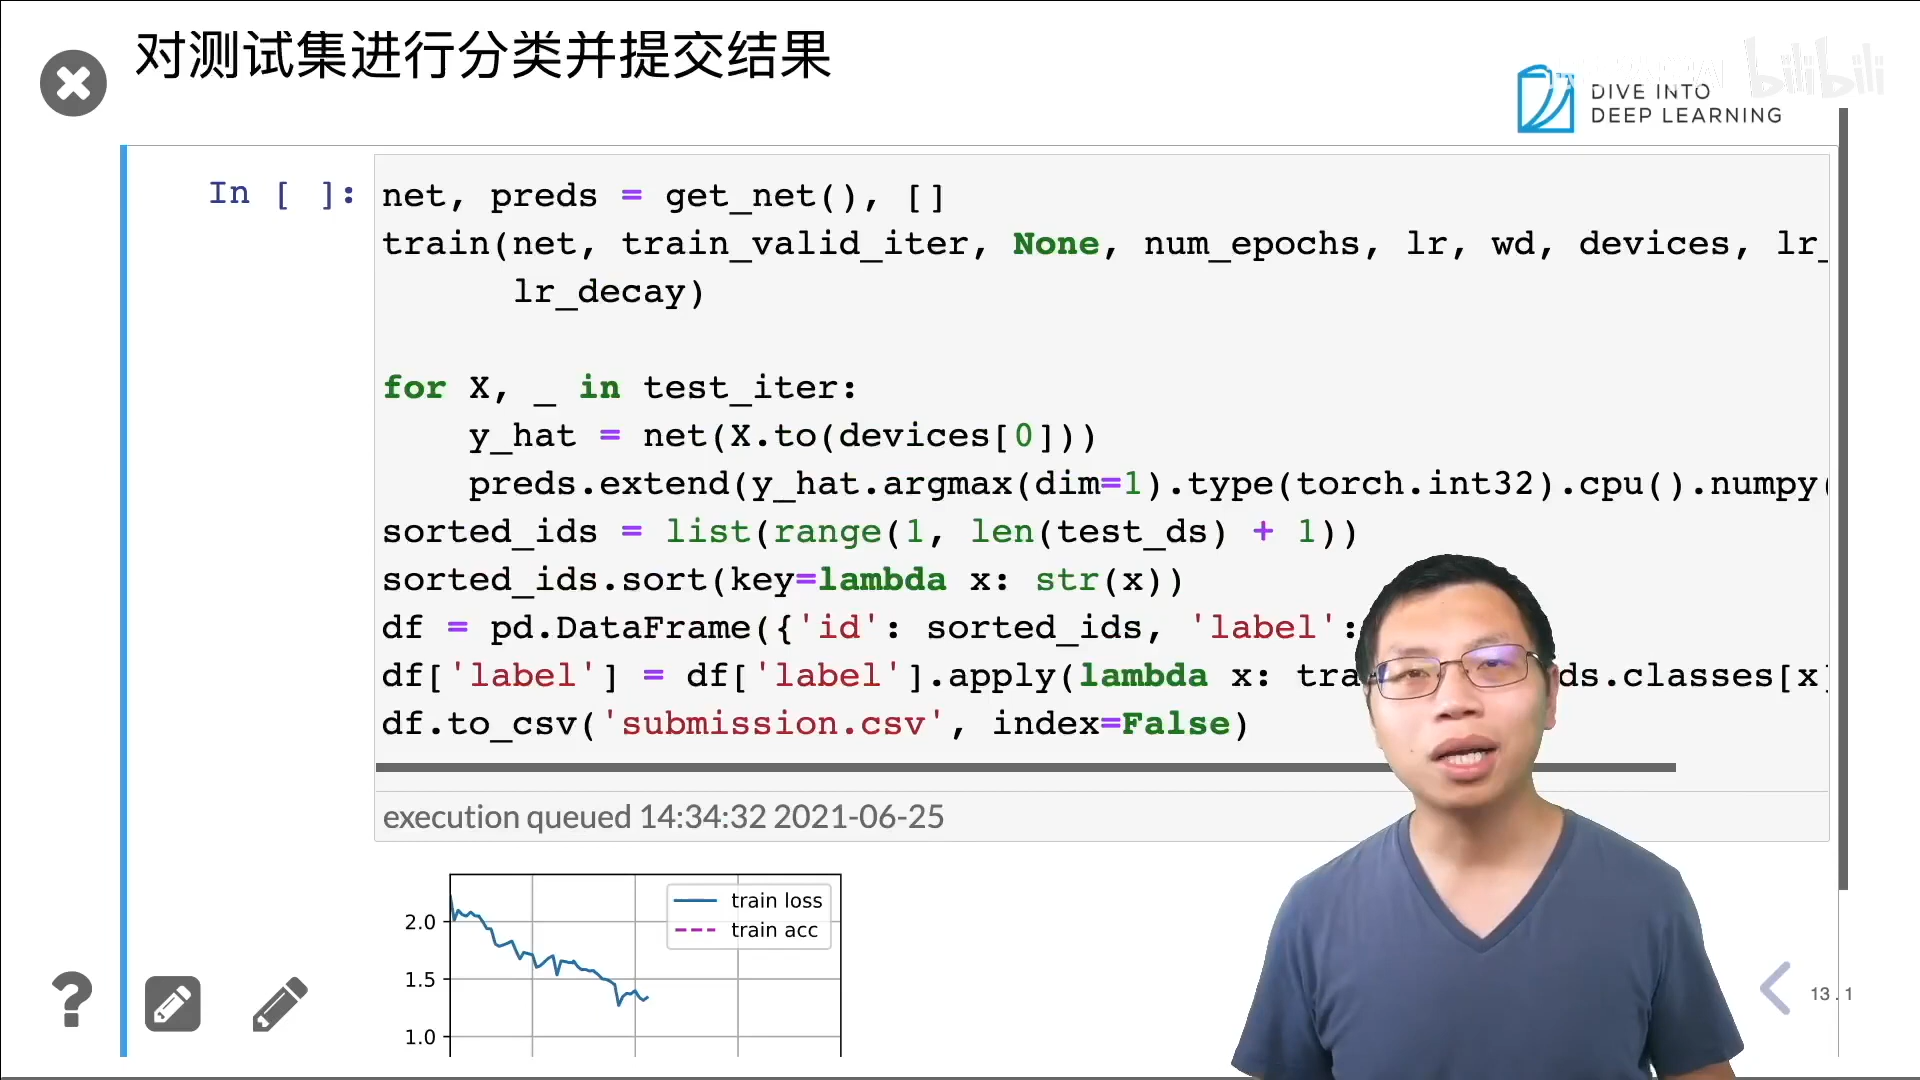 对测试集进行分类并提交结果
bilibili
DIVE INTO
DEEP LEARNING
In [ ]:
net, preds = get_net(), []
train(net, train_valid_iter, None, num_epochs, lr, wd, devices, lr_
lr_decay)
for X, _ in test_iter:
y_hat = net(X.to(devices[0]))
preds.extend(y_hat.argmax(dim=1).type(torch.int32).cpu().numpy(
sorted_ids = list(range(1, len(test_ds) + 1))
sorted_ids.sort(key=lambda x: str(x))
df = pd.DataFrame({'id': sorted_ids, 'label':
df['label'] = df['label'].apply(lambda x: tra ds.classes[x]
df.to_csv('submission.csv', index=False)
execution queued 14:34:32 2021-06-25
train loss
train acc
2.0
1.5
1.0
?
13.1